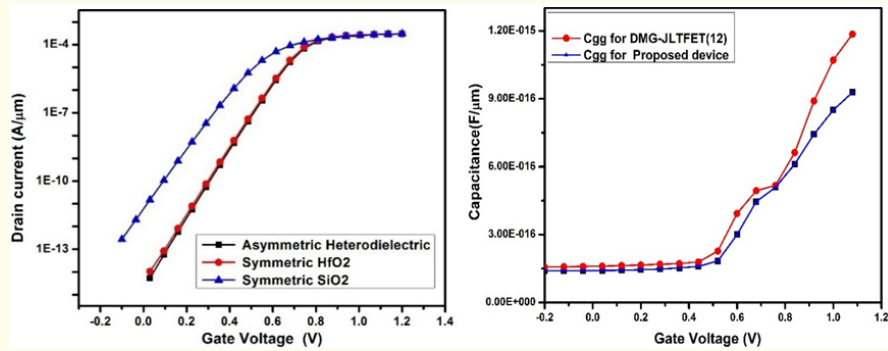 Drain current (A/µm)
1E-4
1E-7
1E-10
1E-13
Asymmetric Heterodielectric
Symmetric HfO2
Symmetric SiO2
-0.2 0.0 0.2 0.4 0.6 0.8 1.0 1.2 1.4
Gate Voltage (V)
Capacitance(F/µm)
1.20E-015
9.00E-016
6.00E-016
3.00E-016
0.00E+000
Cgg for DMG-JLTFET(12)
Cgg for Proposed device
-0.2 0.0 0.2 0.4 0.6 0.8 1.0 1.2
Gate Voltage (V)